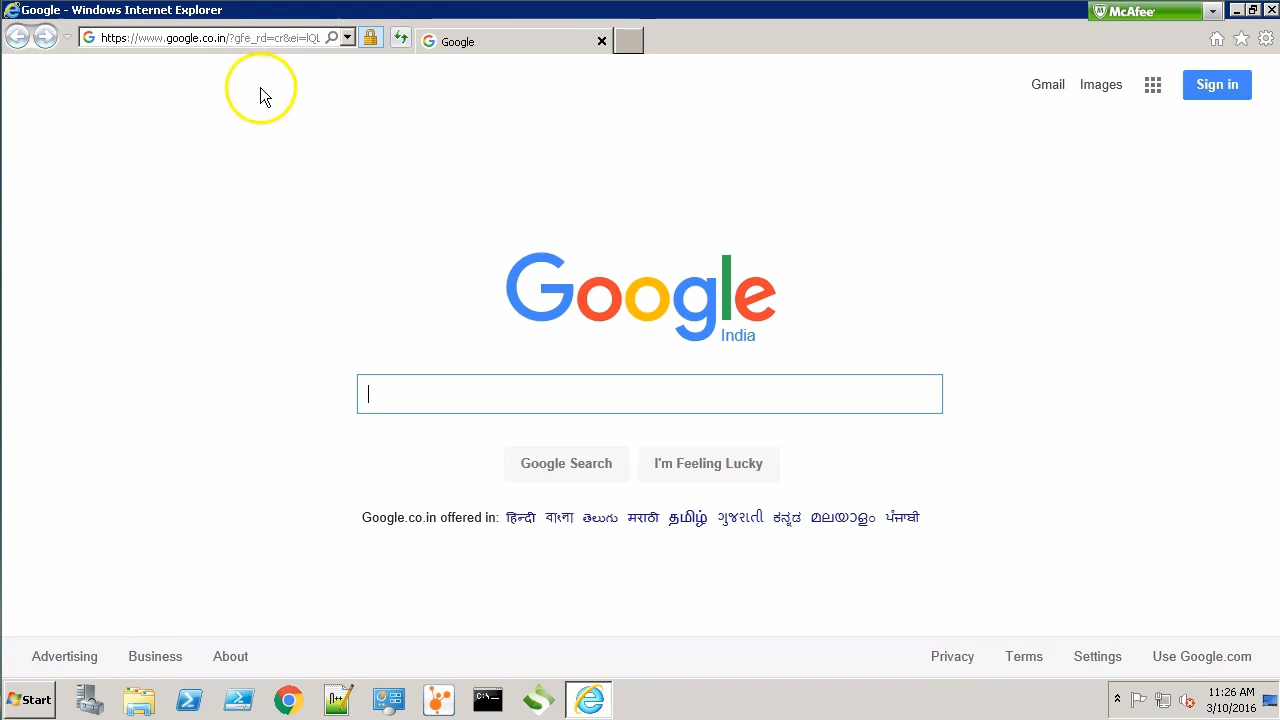 Google - Windows Internet Explorer
McAfee
https://www.google.co.in/?gfe_rd=cr&ei=IQL
Google
Gmail Images Sign in
Google
India
Google Search I'm Feeling Lucky
Google.co.in offered in: हिन्दी বাংলা తెలుగు मराठी தமிழ் ગુજરાતી ಕನ್ನಡ മലയാളം ਪੰਜਾਬੀ
Advertising Business About Privacy Terms Settings Use Google.com
Start
11:26 AM
3/10/2016